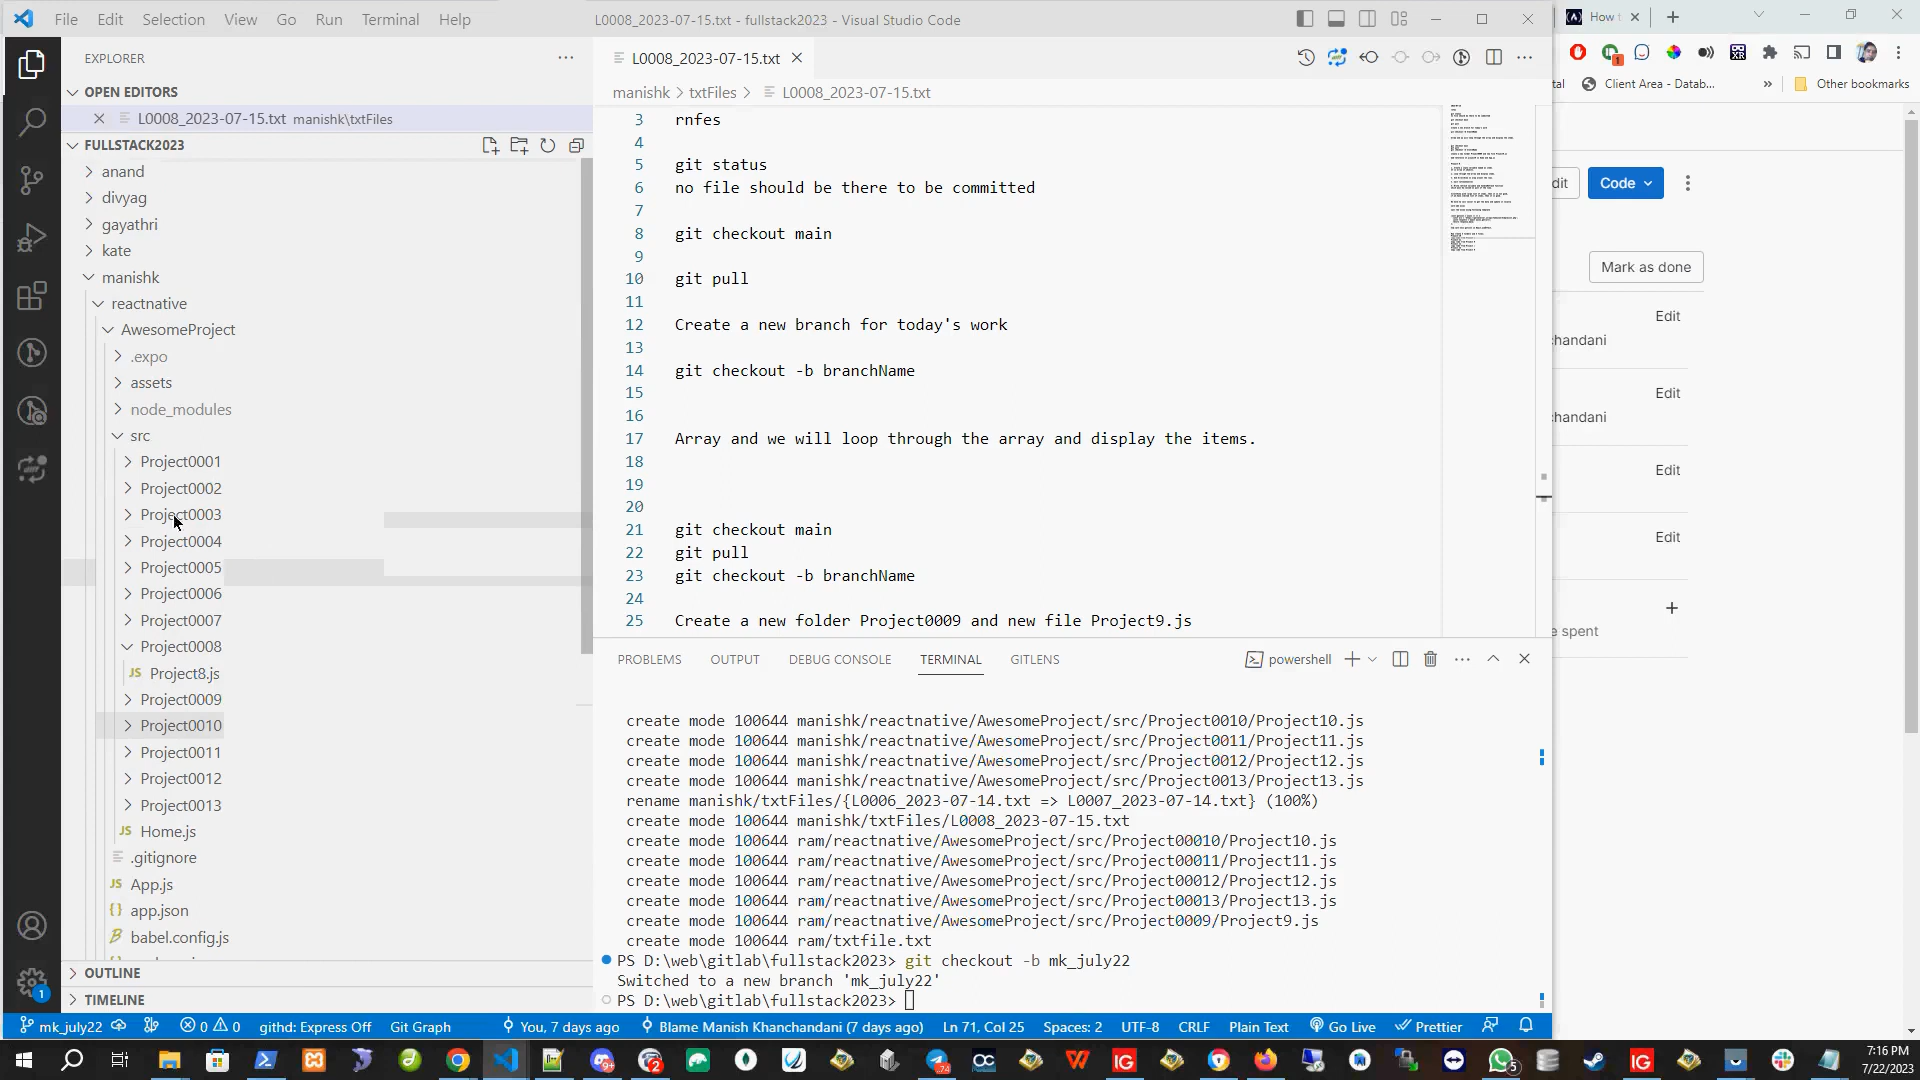 File Edit Selection View Go Run Terminal Help
L0008_2023-07-15.txt - fullstack2023 - Visual Studio Code
How
EXPLORER
L0008_2023-07-15.txt
OPEN EDITORS
L0008_2023-07-15.txt manishk\txtFiles
manishk > txtFiles > L0008_2023-07-15.txt
Client Area - Datab...
Other bookmarks
FULLSTACK2023
anand
divyag
gayathri
kate
manishk
reactnative
AwesomeProject
.expo
assets
node_modules
src
Project0001
Project0002
Project0003
Project0004
Project0005
Project0006
Project0007
Project0008
JS Project8.js
Project0009
Project0010
Project0011
Project0012
Project0013
JS Home.js
.gitignore
JS App.js
{} app.json
babel.config.js
OUTLINE
TIMELINE
3 rnfes
4
5 git status
6 no file should be there to be committed
7
8 git checkout main
9
10 git pull
11
12 Create a new branch for today's work
13
14 git checkout -b branchName
15
16
17 Array and we will loop through the array and display the items.
18
19
20
21 git checkout main
22 git pull
23 git checkout -b branchName
24
25 Create a new folder Project0009 and new file Project9.js
PROBLEMS OUTPUT DEBUG CONSOLE TERMINAL GITLENS
powershell
create mode 100644 manishk/reactnative/AwesomeProject/src/Project0010/Project10.js
create mode 100644 manishk/reactnative/AwesomeProject/src/Project0011/Project11.js
create mode 100644 manishk/reactnative/AwesomeProject/src/Project0012/Project12.js
create mode 100644 manishk/reactnative/AwesomeProject/src/Project0013/Project13.js
rename manishk/txtFiles/{L0006_2023-07-14.txt => L0007_2023-07-14.txt} (100%)
create mode 100644 manishk/txtFiles/L0008_2023-07-15.txt
create mode 100644 ram/reactnative/AwesomeProject/src/Project00010/Project10.js
create mode 100644 ram/reactnative/AwesomeProject/src/Project00011/Project11.js
create mode 100644 ram/reactnative/AwesomeProject/src/Project00012/Project12.js
create mode 100644 ram/reactnative/AwesomeProject/src/Project00013/Project13.js
create mode 100644 ram/reactnative/AwesomeProject/src/Project0009/Project9.js
create mode 100644 ram/txtfile.txt
PS D:\web\gitlab\fullstack2023> git checkout -b mk_july22
Switched to a new branch 'mk_july22'
PS D:\web\gitlab\fullstack2023>
Code
Mark as done
Edit
handani
Edit
handani
Edit
Edit
e spent
1
mk_july22
0 0
githd: Express Off
Git Graph
You, 7 days ago
Blame Manish Khanchandani (7 days ago)
Ln 71, Col 25
Spaces: 2
UTF-8
CRLF
Plain Text
Go Live
Prettier
7:16 PM
7/22/2023